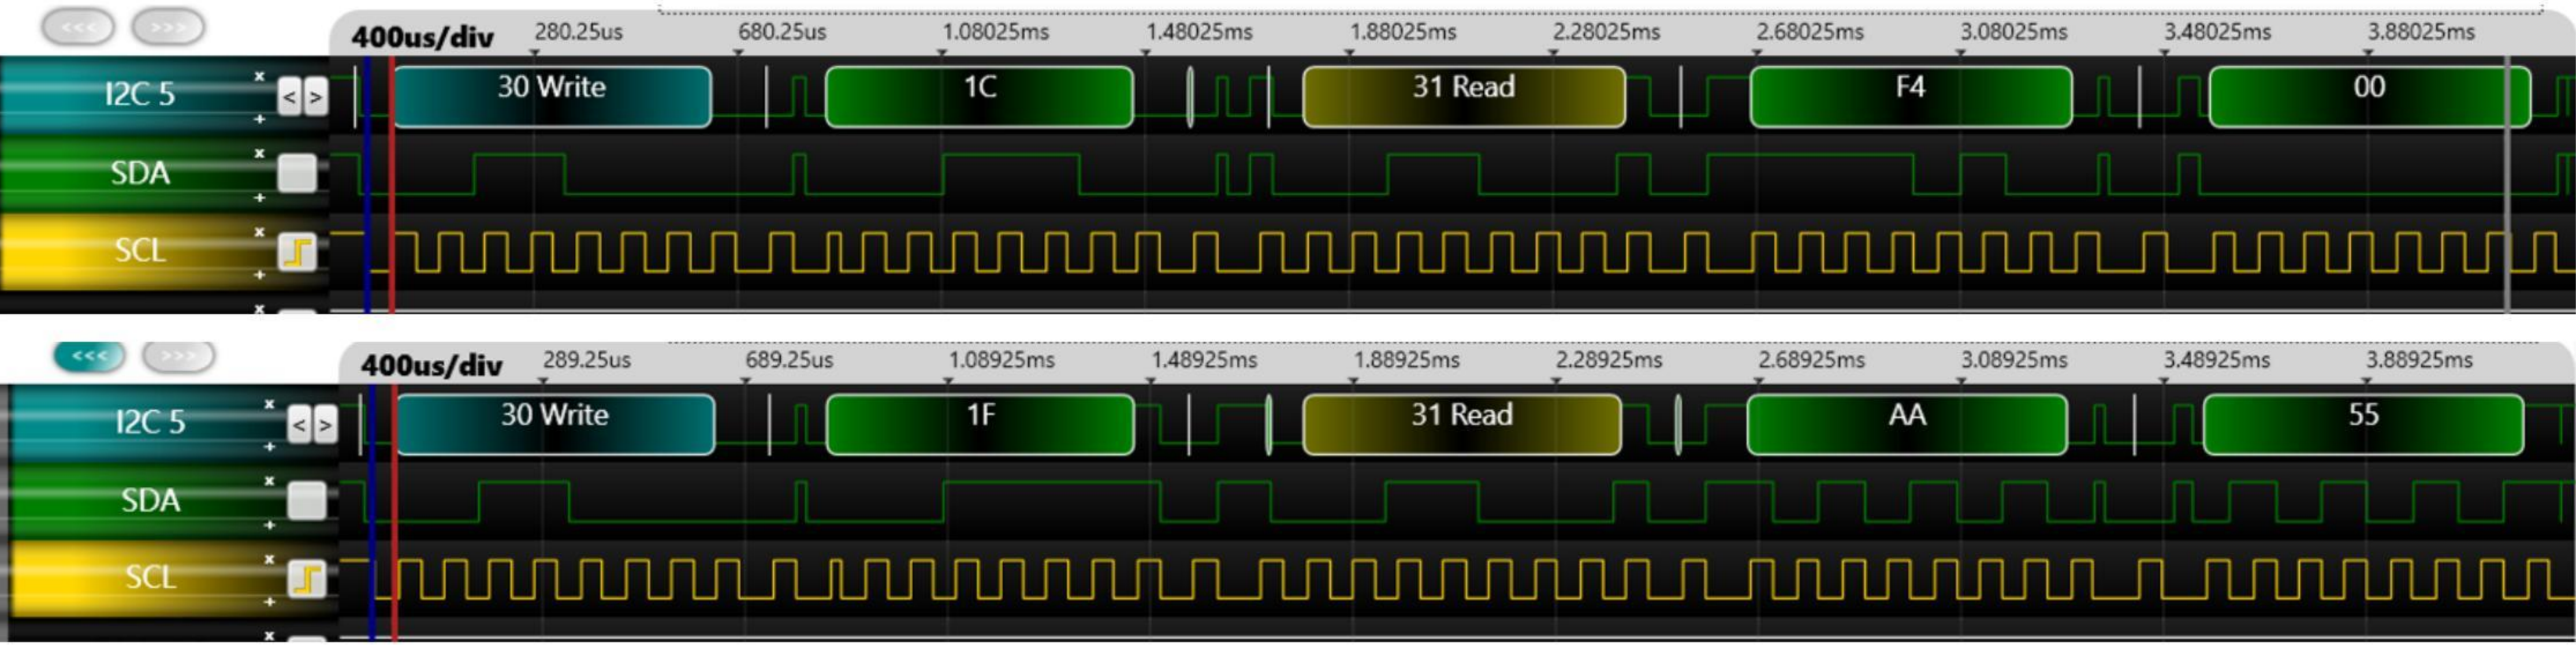 <<< >>>
400us/div 280.25us 680.25us 1.08025ms 1.48025ms 1.88025ms 2.28025ms 2.68025ms 3.08025ms 3.48025ms 3.88025ms
I2C 5 x + < > 30 Write 1C 31 Read F4 00
SDA x +
SCL x +
x
<<< >>>
400us/div 289.25us 689.25us 1.08925ms 1.48925ms 1.88925ms 2.28925ms 2.68925ms 3.08925ms 3.48925ms 3.88925ms
I2C 5 x + < > 30 Write 1F 31 Read AA 55
SDA x +
SCL x +
x